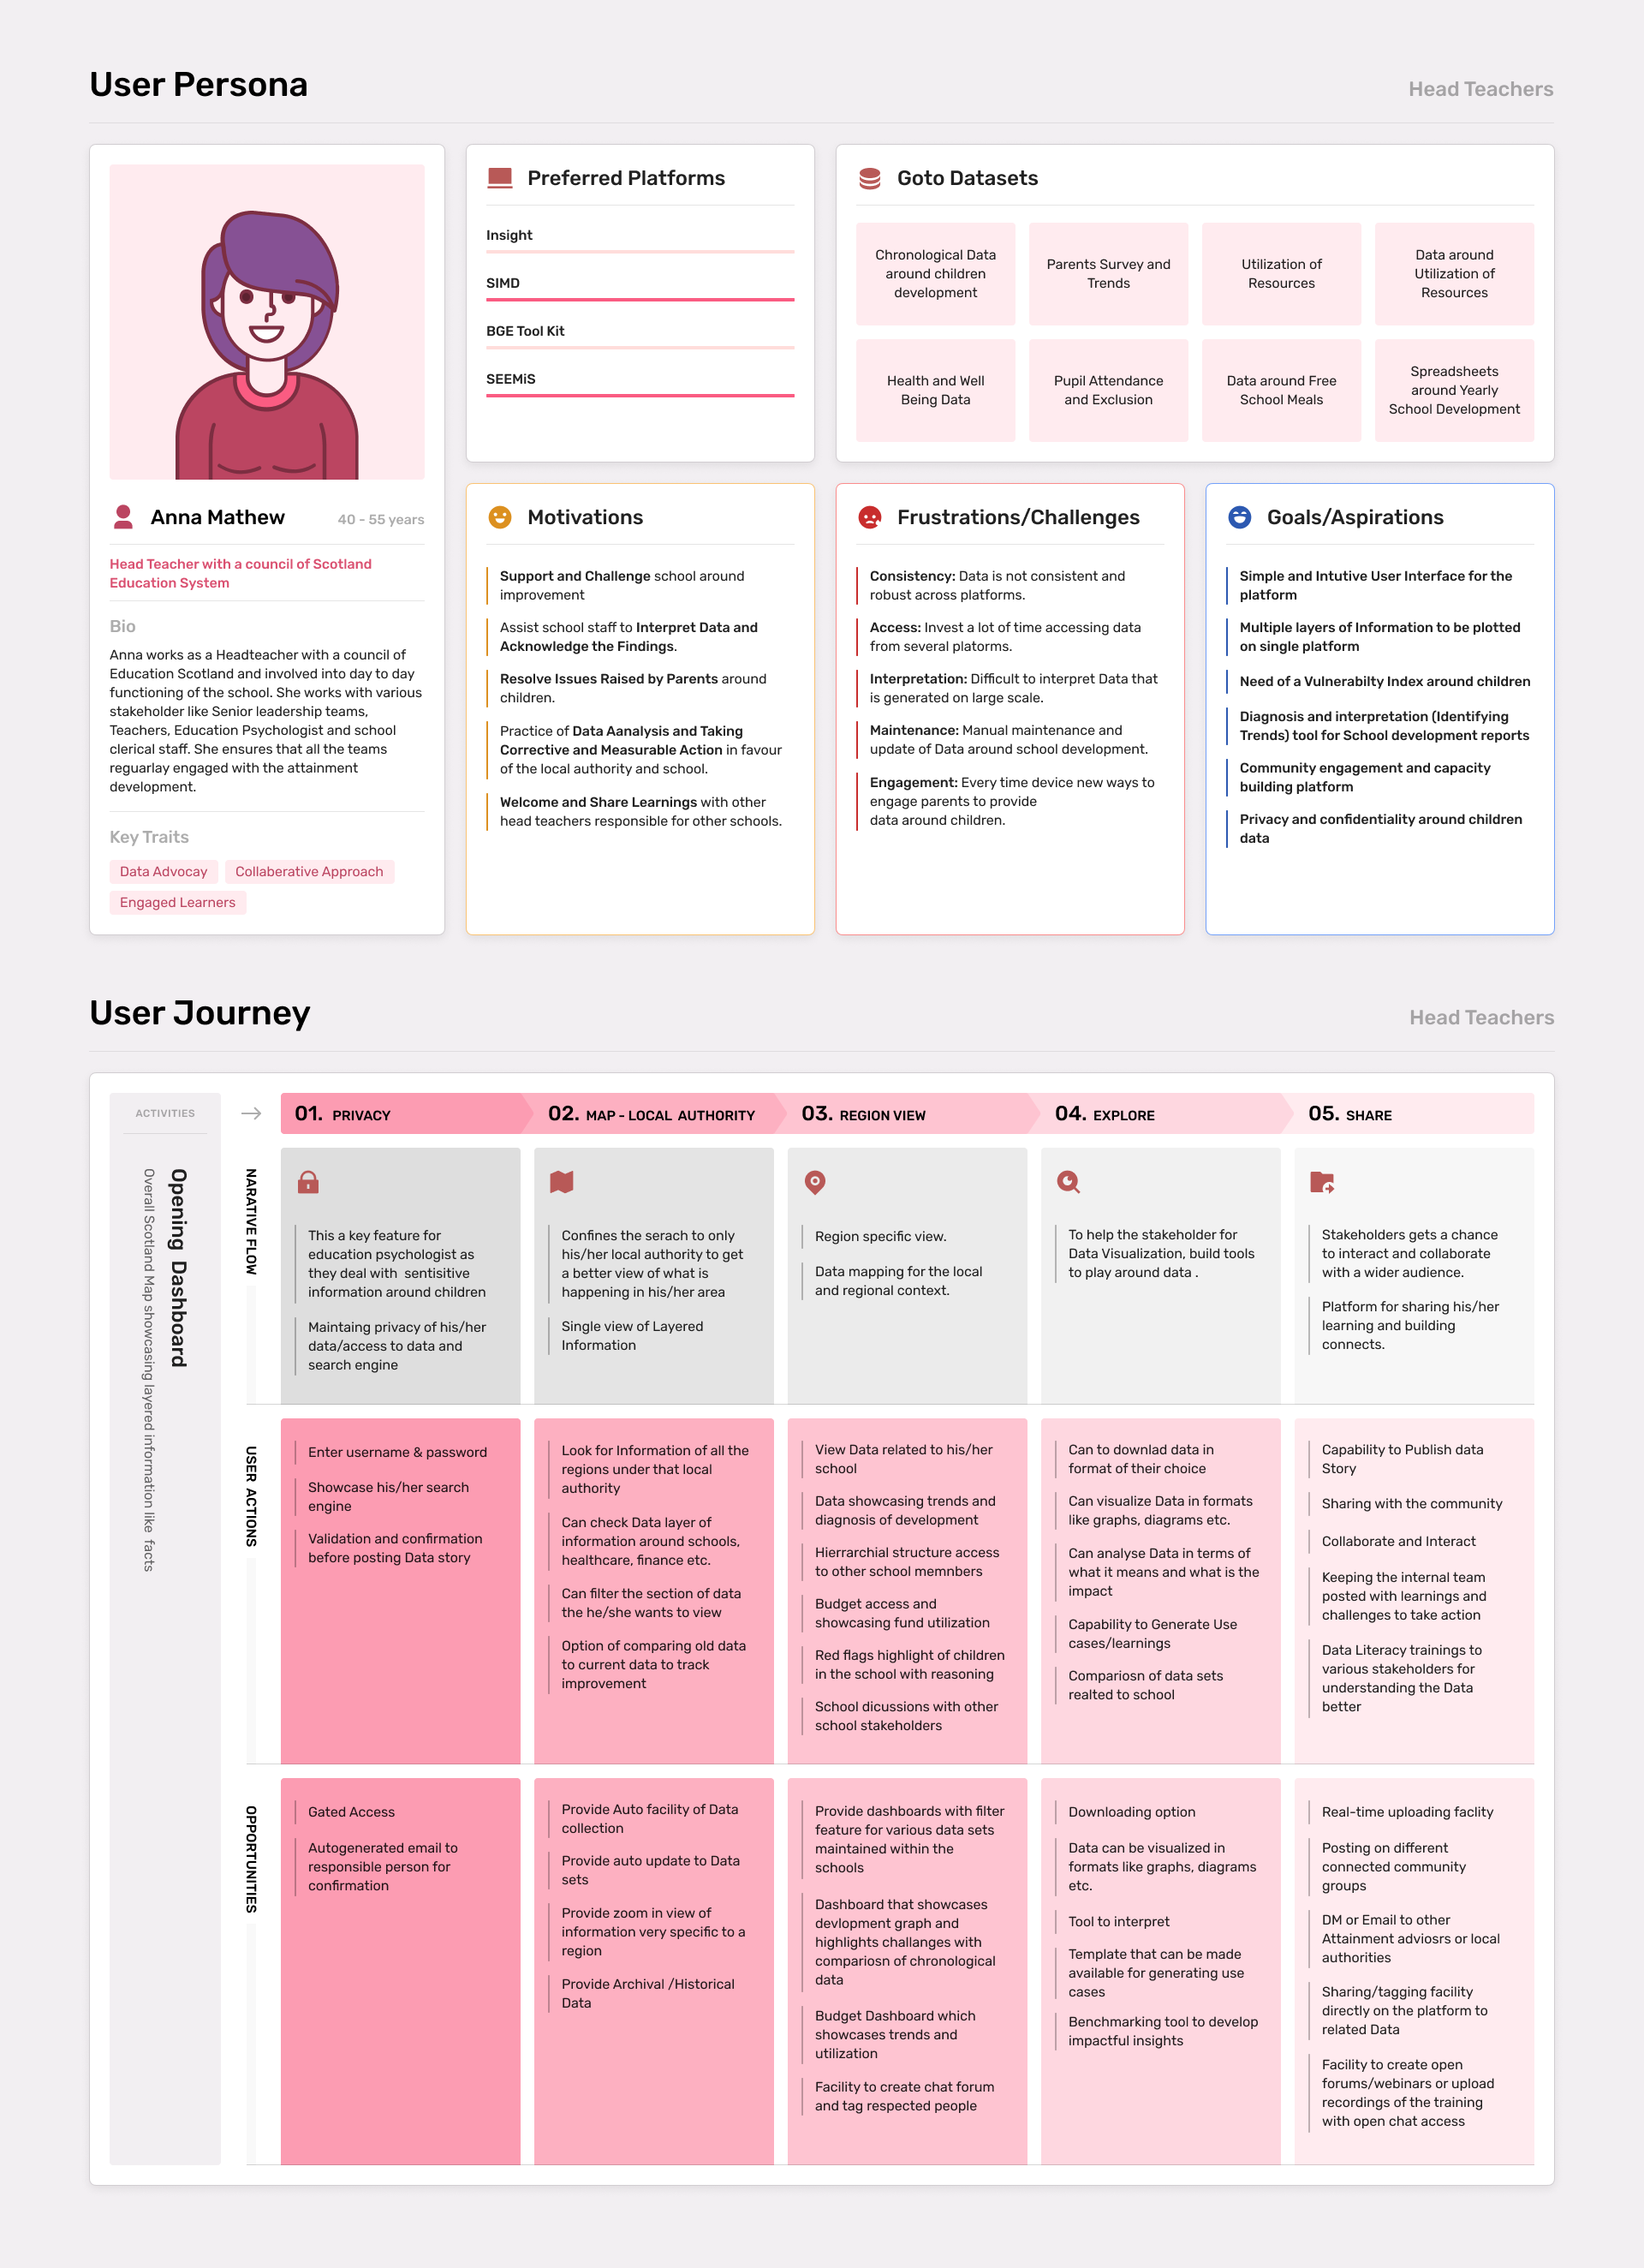 User Persona
Head Teachers
Anna Mathew
40 - 55 years
Head Teacher with a council of Scotland
Education System
Bio
Anna works as a Headteacher with a council of
Education Scotland and involved into day to day
functioning of the school. She works with various
stakeholder like Senior leadership teams,
Teachers, Education Psychologist and school
clerical staff. She ensures that all the teams
reguarlay engaged with the attainment
development.
Key Traits
Data Advocay
Collaberative Approach
Engaged Learners
Preferred Platforms
Insight
SIMD
BGE Tool Kit
SEEMiS
Goto Datasets
Chronological Data
around children
development
Parents Survey and
Trends
Utilization of
Resources
Data around
Utilization of
Resources
Health and Well
Being Data
Pupil Attendance
and Exclusion
Data around Free
School Meals
Spreadsheets
around Yearly
School Development
Motivations
Support and Challenge school around
improvement
Assist school staff to Interpret Data and
Acknowledge the Findings.
Resolve Issues Raised by Parents around
children.
Practice of Data Aanalysis and Taking
Corrective and Measurable Action in favour
of the local authority and school.
Welcome and Share Learnings with other
head teachers responsible for other schools.
Frustrations/Challenges
Consistency: Data is not consistent and
robust across platforms.
Access: Invest a lot of time accessing data
from several platorms.
Interpretation: Difficult to interpret Data that
is generated on large scale.
Maintenance: Manual maintenance and
update of Data around school development.
Engagement: Every time device new ways to
engage parents to provide
data around children.
Goals/Aspirations
Simple and Intutive User Interface for the
platform
Multiple layers of Information to be plotted
on single platform
Need of a Vulnerabilty Index around children
Diagnosis and interpretation (Identifying
Trends) tool for School development reports
Community engagement and capacity
building platform
Privacy and confidentiality around children
data
User Journey
Head Teachers
ACTIVITIES
Opening Dashboard
Overall Scotland Map showcasing layered information like facts
01. PRIVACY
02. MAP - LOCAL AUTHORITY
03. REGION VIEW
04. EXPLORE
05. SHARE
NARATIVE FLOW
This a key feature for
education psychologist as
they deal with sentisitive
information around children
Maintaing privacy of his/her
data/access to data and
search engine
Confines the serach to only
his/her local authority to get
a better view of what is
happening in his/her area
Single view of Layered
Information
Region specific view.
Data mapping for the local
and regional context.
To help the stakeholder for
Data Visualization, build tools
to play around data .
Stakeholders gets a chance
to interact and collaborate
with a wider audience.
Platform for sharing his/her
learning and building
connects.
USER ACTIONS
Enter username & password
Showcase his/her search
engine
Validation and confirmation
before posting Data story
Look for Information of all the
regions under that local
authority
Can check Data layer of
information around schools,
healthcare, finance etc.
Can filter the section of data
the he/she wants to view
Option of comparing old data
to current data to track
improvement
View Data related to his/her
school
Data showcasing trends and
diagnosis of development
Hierrarchial structure access
to other school memnbers
Budget access and
showcasing fund utilization
Red flags highlight of children
in the school with reasoning
School dicussions with other
school stakeholders
Can to downlad data in
format of their choice
Can visualize Data in formats
like graphs, diagrams etc.
Can analyse Data in terms of
what it means and what is the
impact
Capability to Generate Use
cases/learnings
Compariosn of data sets
realted to school
Capability to Publish data
Story
Sharing with the community
Collaborate and Interact
Keeping the internal team
posted with learnings and
challenges to take action
Data Literacy trainings to
various stakeholders for
understanding the Data
better
OPPORTUNITIES
Gated Access
Autogenerated email to
responsible person for
confirmation
Provide Auto facility of Data
collection
Provide auto update to Data
sets
Provide zoom in view of
information very specific to a
region
Provide Archival /Historical
Data
Provide dashboards with filter
feature for various data sets
maintained within the
schools
Dashboard that showcases
devlopment graph and
highlights challanges with
compariosn of chronological
data
Budget Dashboard which
showcases trends and
utilization
Facility to create chat forum
and tag respected people
Downloading option
Data can be visualized in
formats like graphs, diagrams
etc.
Tool to interpret
Template that can be made
available for generating use
cases
Benchmarking tool to develop
impactful insights
Real-time uploading faclity
Posting on different
connected community
groups
DM or Email to other
Attainment adviosrs or local
authorities
Sharing/tagging facility
directly on the platform to
related Data
Facility to create open
forums/webinars or upload
recordings of the training
with open chat access